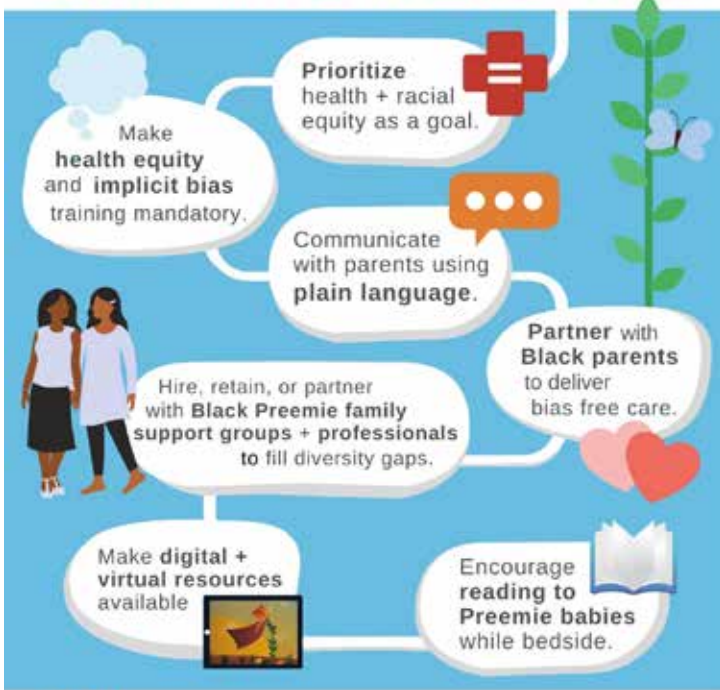 Prioritize
health + racial
equity as a goal.
Make
health equity
and implicit bias
training mandatory.
Communicate
with parents using
plain language.
Partner with
Black parents
to deliver
bias free care.
Hire, retain, or partner
with Black Preemie family
support groups + professionals
to fill diversity gaps.
Make digital +
virtual resources
available
Encourage
reading to
Preemie babies
while bedside.